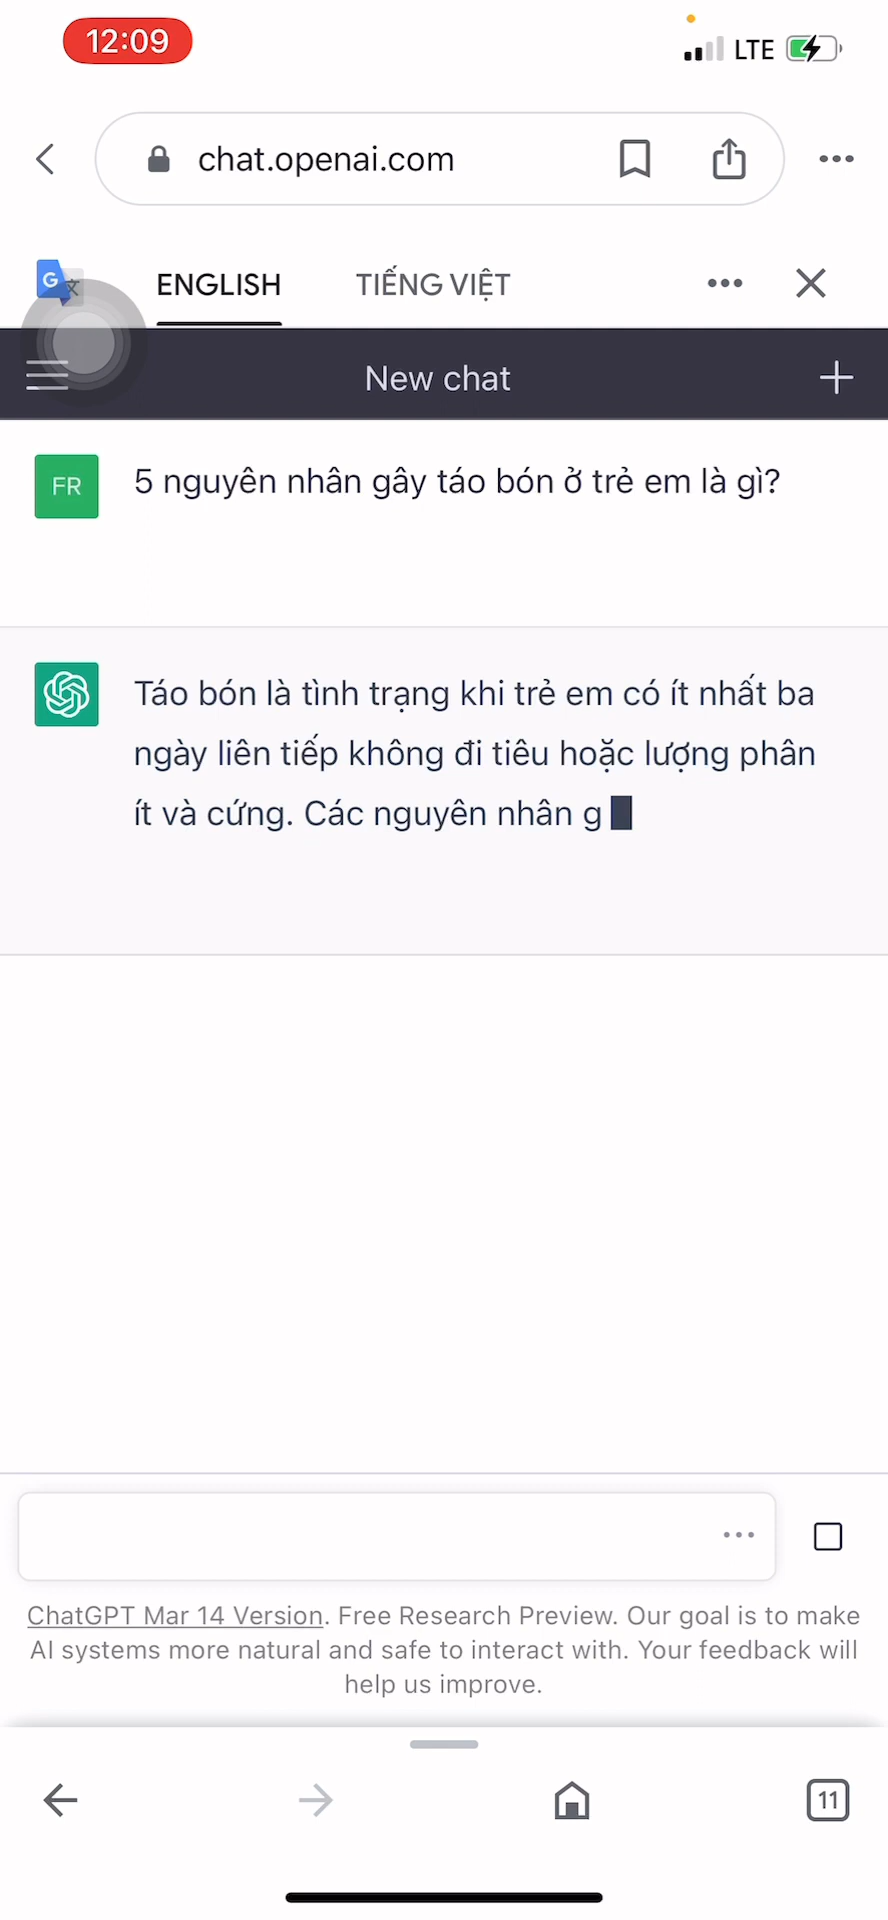 12:09
LTE
chat.openai.com
ENGLISH TIẾNG VIỆT
New chat
FR
5 nguyên nhân gây táo bón ở trẻ em là gì?
Táo bón là tình trạng khi trẻ em có ít nhất ba
ngày liên tiếp không đi tiêu hoặc lượng phân
ít và cứng. Các nguyên nhân g
ChatGPT Mar 14 Version. Free Research Preview. Our goal is to make
AI systems more natural and safe to interact with. Your feedback will
help us improve.
11